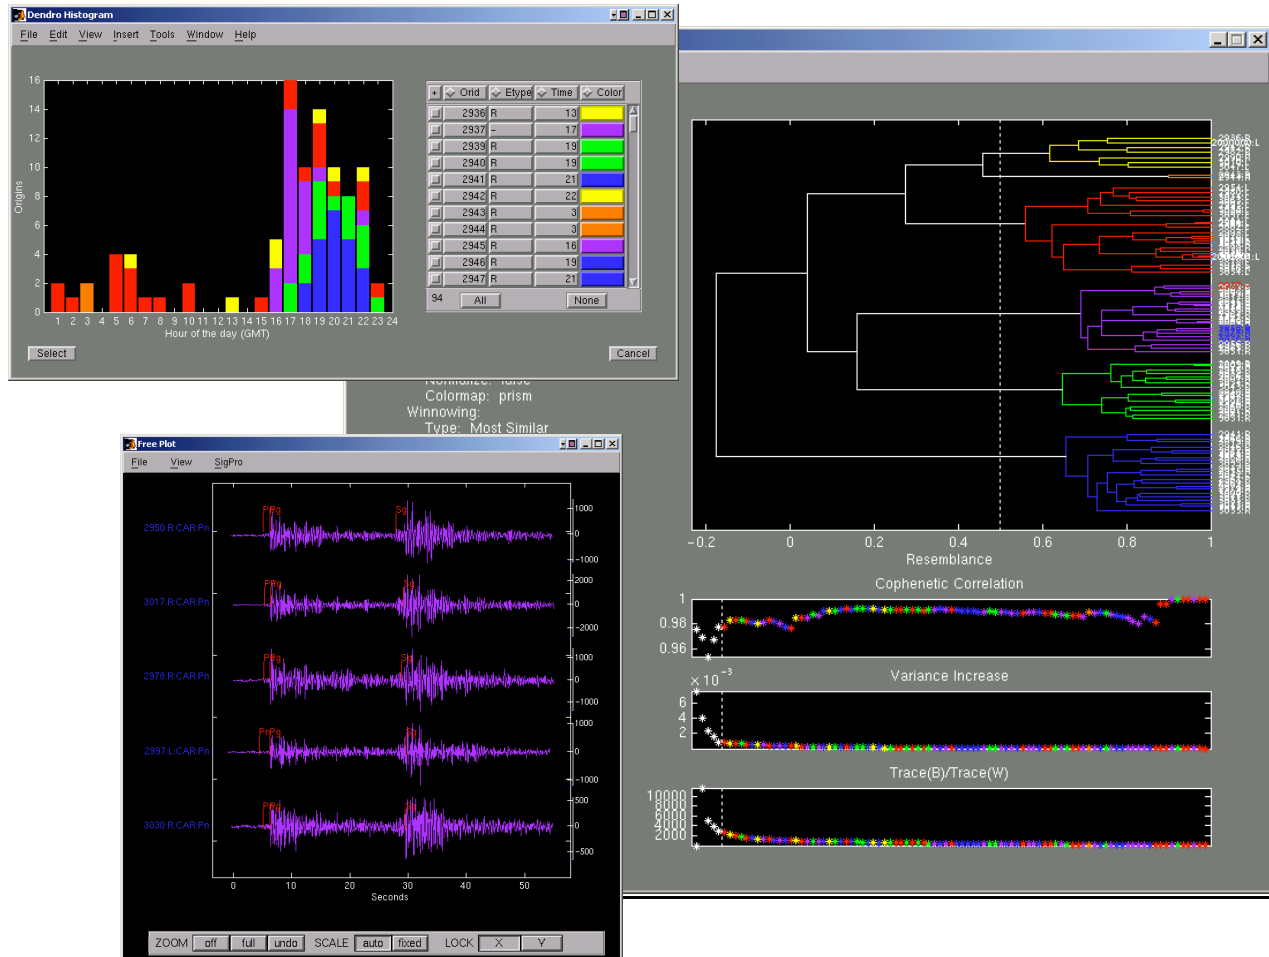 Dendro Histogram
File Edit View Insert Tools Window Help
16
14
12
10
8
6
4
2
0
Origins
1 2 3 4 5 6 7 8 9 10 11 12 13 14 15 16 17 18 19 20 21 22 23 24
Hour of the day (GMT)
+ Orid Etype Time Color
2936 R 13
2937 - 17
2939 R 19
2940 R 19
2941 R 21
2942 R 22
2943 R 3
2944 R 3
2945 R 16
2946 R 19
2947 R 21
94 All None
Select Cancel
Normalize: false
Colormap: prism
Winnowing:
Type: Most Similar
Free Plot
File View SigPro
2950:R:CAR:Pn
Sg
1000
0
-1000
3017:R:CAR:Pn
Sg
2000
0
-2000
2978:R:CAR:Pn
Sg
1000
0
-1000
2997:L:CAR:Pn
PnPg
Sg
1000
0
-1000
3030:R:CAR:Pn
500
0
-500
0 10 20 30 40 50
Seconds
ZOOM off full undo SCALE auto fixed LOCK X Y
-0.2 0 0.2 0.4 0.6 0.8 1
Resemblance
Cophenetic Correlation
1
0.98
0.96
Variance Increase
× 10⁻³
6
4
2
Trace(B)/Trace(W)
10000
8000
6000
4000
2000